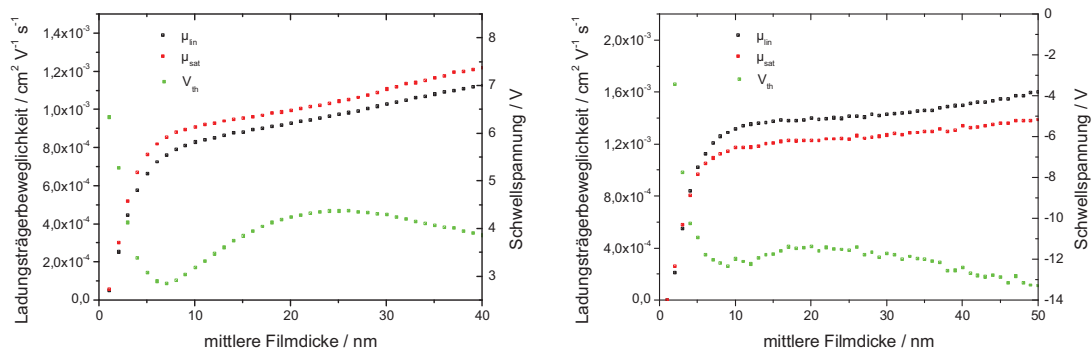 Ladungsträgerbeweglichkeit / cm² V⁻¹ s⁻¹
1,4x10⁻³
1,2x10⁻³
1,0x10⁻³
8,0x10⁻⁴
6,0x10⁻⁴
4,0x10⁻⁴
2,0x10⁻⁴
0,0
μlin
μsat
Vth
8
7
6
5
4
3
Schwellspannung / V
0 10 20 30 40
mittlere Filmdicke / nm
Ladungsträgerbeweglichkeit / cm² V⁻¹ s⁻¹
2,0x10⁻³
1,6x10⁻³
1,2x10⁻³
8,0x10⁻⁴
4,0x10⁻⁴
0,0
μlin
μsat
Vth
0
-2
-4
-6
-8
-10
-12
-14
Schwellspannung / V
0 10 20 30 40 50
mittlere Filmdicke / nm